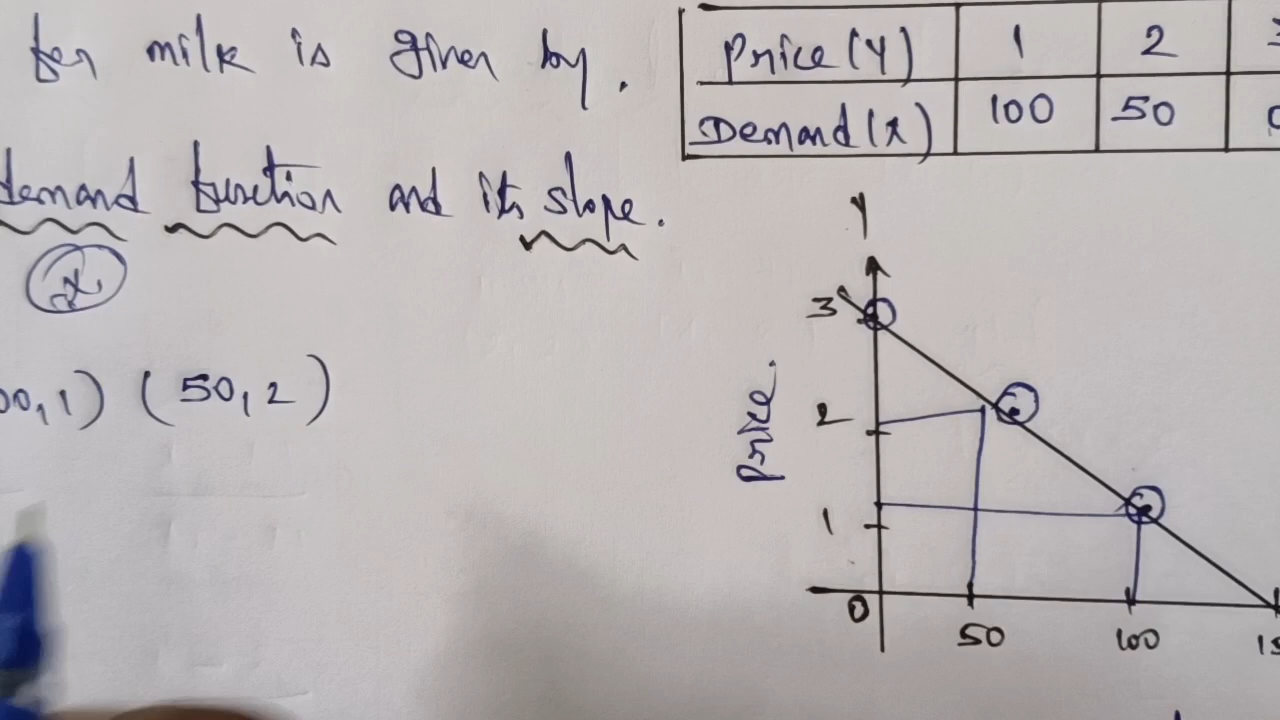 for milk is given by.
demand function and its slope.
x
00,1) (50,2)
Price (Y) 1 2
Demand (x) 100 50
Y
3
2
1
Price.
0 50 100 15